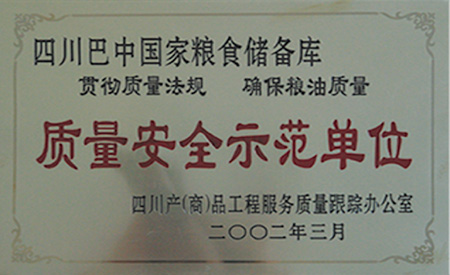 四川巴中国家粮食储备库
贯彻质量法规 确保粮油质量
质量安全示范单位
四川产(商)品工程服务质量跟踪办公室
二〇〇二年三月